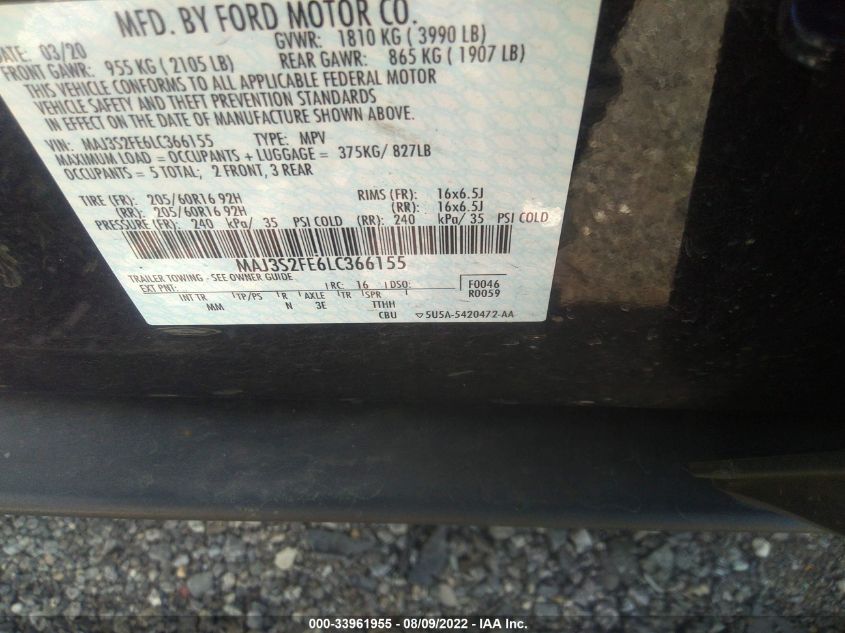 MFD. BY FORD MOTOR CO.
DATE: 03/20 GVWR: 1810 KG ( 3990 LB)
FRONT GAWR: 955 KG ( 2105 LB) REAR GAWR: 865 KG ( 1907 LB)
THIS VEHICLE CONFORMS TO ALL APPLICABLE FEDERAL MOTOR
VEHICLE SAFETY AND THEFT PREVENTION STANDARDS
IN EFFECT ON THE DATE OF MANUFACTURE SHOWN ABOVE.
VIN: MAJ3S2FE6LC366155 TYPE: MPV
MAXIMUM LOAD = OCCUPANTS + LUGGAGE = 375KG/ 827LB
OCCUPANTS = 5 TOTAL; 2 FRONT, 3 REAR
TIRE (FR): 205/60R16 92H RIMS (FR): 16x6.5J
(RR): 205/60R16 92H (RR): 16x6.5J
PRESSURE (FR): 240 kPa/ 35 PSI COLD (RR): 240 kPa/ 35 PSI COLD
MAJ3S2FE6LC366155
TRAILER TOWING - SEE OWNER GUIDE
EXT PNT: RC: 16 DSO: F0046
R0059
INT TR TP/PS R AXLE TR SPR
MM N 3E TTHH
CBU ▽5U5A-5420472-AA
000-33961955 - 08/09/2022 - IAA Inc.